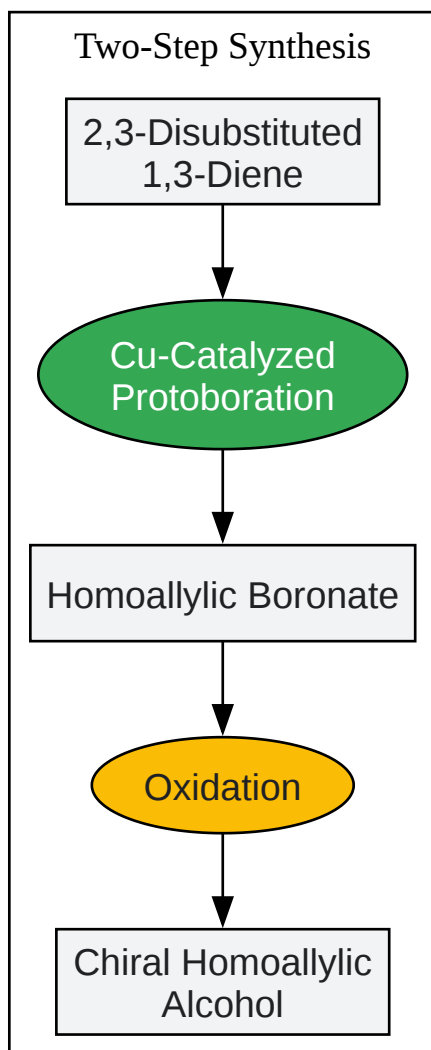 Two-Step Synthesis
2,3-Disubstituted
1,3-Diene
Cu-Catalyzed
Protoboration
Homoallylic Boronate
Oxidation
Chiral Homoallylic
Alcohol